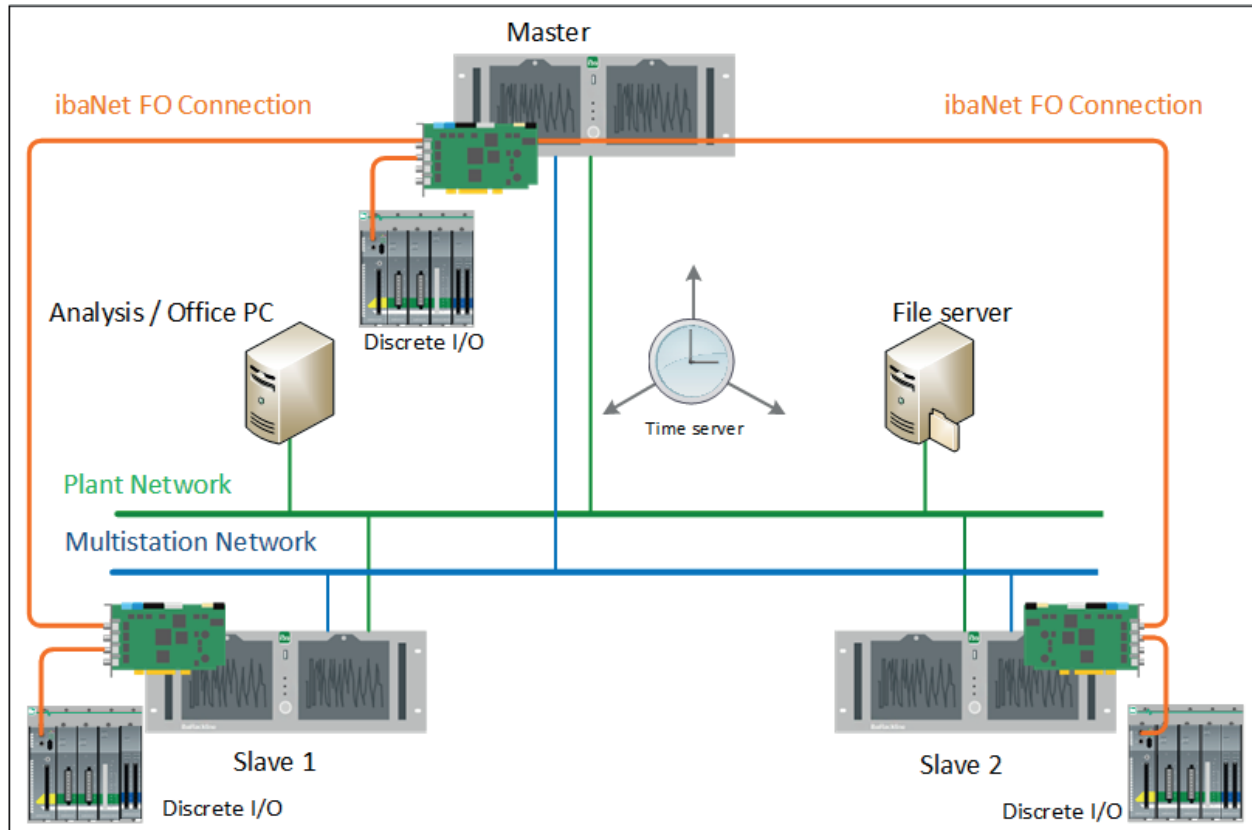 Master
ibaNet FO Connection
ibaNet FO Connection
Analysis / Office PC
Discrete I/O
File server
Time server
Plant Network
Multistation Network
Slave 1
Slave 2
Discrete I/O
Discrete I/O